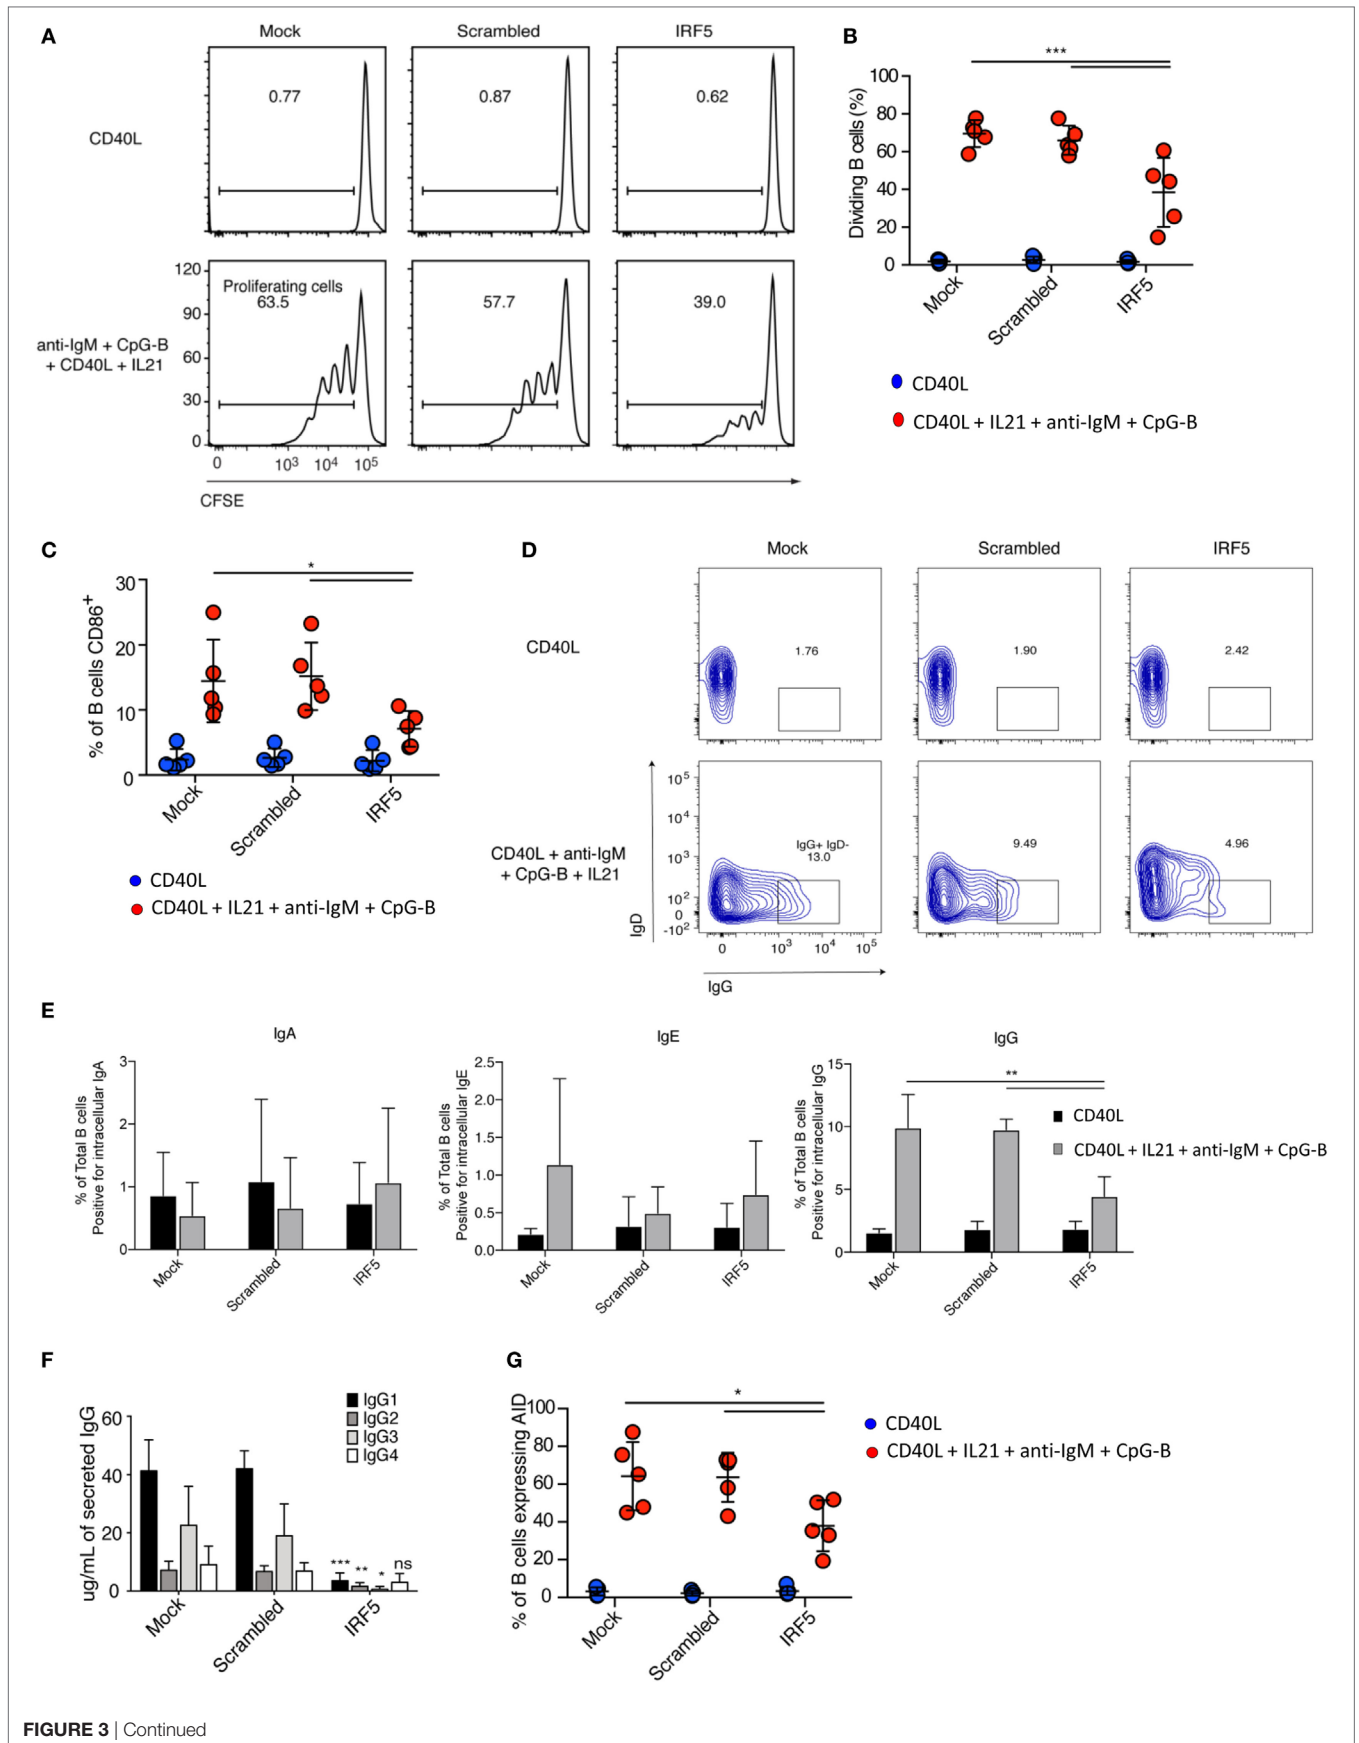 A
Mock
Scrambled
IRF5
CD40L
0.77
0.87
0.62
anti-IgM + CpG-B
+ CD40L + IL21
120
90
60
30
0
Proliferating cells
63.5
57.7
39.0
0
10³
10⁴
10⁵
CFSE
B
***
Dividing B cells (%)
100
80
60
40
20
0
Mock
Scrambled
IRF5
CD40L
CD40L + IL21 + anti-IgM + CpG-B
C
*
% of B cells CD86⁺
30
20
10
0
Mock
Scrambled
IRF5
CD40L
CD40L + IL21 + anti-IgM + CpG-B
D
Mock
Scrambled
IRF5
CD40L
1.76
1.90
2.42
CD40L + anti-IgM
+ CpG-B + IL21
IgD
10⁵
10⁴
10³
10²
0
-10²
IgG+ IgD-
13.0
9.49
4.96
0
10³
10⁴
10⁵
IgG
E
IgA
% of Total B cells
Positive for intracellular IgA
3
2
1
0
Mock
Scrambled
IRF5
IgE
% of Total B cells
Positive for intracellular IgE
2.5
2.0
1.5
1.0
0.5
0.0
Mock
Scrambled
IRF5
IgG
% of Total B cells
Positive for intracellular IgG
15
10
5
0
**
Mock
Scrambled
IRF5
CD40L
CD40L + IL21 + anti-IgM + CpG-B
F
ug/mL of secreted IgG
60
40
20
0
IgG1
IgG2
IgG3
IgG4
***
**
*
ns
Mock
Scrambled
IRF5
G
*
% of B cells expressing AID
100
80
60
40
20
0
Mock
Scrambled
IRF5
CD40L
CD40L + IL21 + anti-IgM + CpG-B
FIGURE 3 | Continued